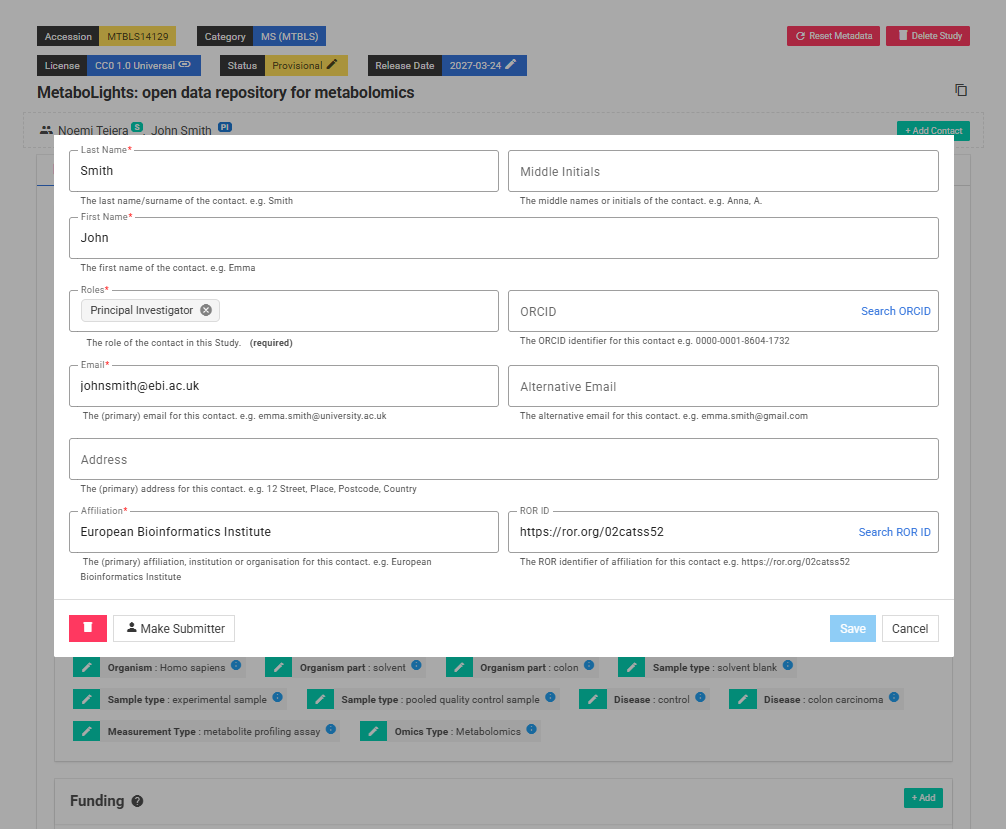 Accession MTBLS14129 Category MS (MTBLS) Reset Metadata Delete Study
License CC0 1.0 Universal Status Provisional Release Date 2027-03-24
MetaboLights: open data repository for metabolomics
Noemi Tejera S , John Smith PI + Add Contact
Last Name*
Smith Middle Initials
The last name/surname of the contact. e.g. Smith The middle names or initials of the contact. e.g. Anna, A.
First Name*
John
The first name of the contact. e.g. Emma
Roles*
Principal Investigator ORCID Search ORCID
The role of the contact in this Study. (required) The ORCID identifier for this contact e.g. 0000-0001-8604-1732
Email*
johnsmith@ebi.ac.uk Alternative Email
The (primary) email for this contact. e.g. emma.smith@university.ac.uk The alternative email for this contact. e.g. emma.smith@gmail.com
Address
The (primary) address for this contact. e.g. 12 Street, Place, Postcode, Country
Affiliation* ROR ID
European Bioinformatics Institute https://ror.org/02catss52 Search ROR ID
The (primary) affiliation, institution or organisation for this contact. e.g. European The ROR identifier of affiliation for this contact e.g. https://ror.org/02catss52
Bioinformatics Institute
Make Submitter Save Cancel
Organism : Homo sapiens Organism part : solvent Organism part : colon Sample type : solvent blank
Sample type : experimental sample Sample type : pooled quality control sample Disease : control Disease : colon carcinoma
Measurement Type : metabolite profiling assay Omics Type : Metabolomics
Funding + Add